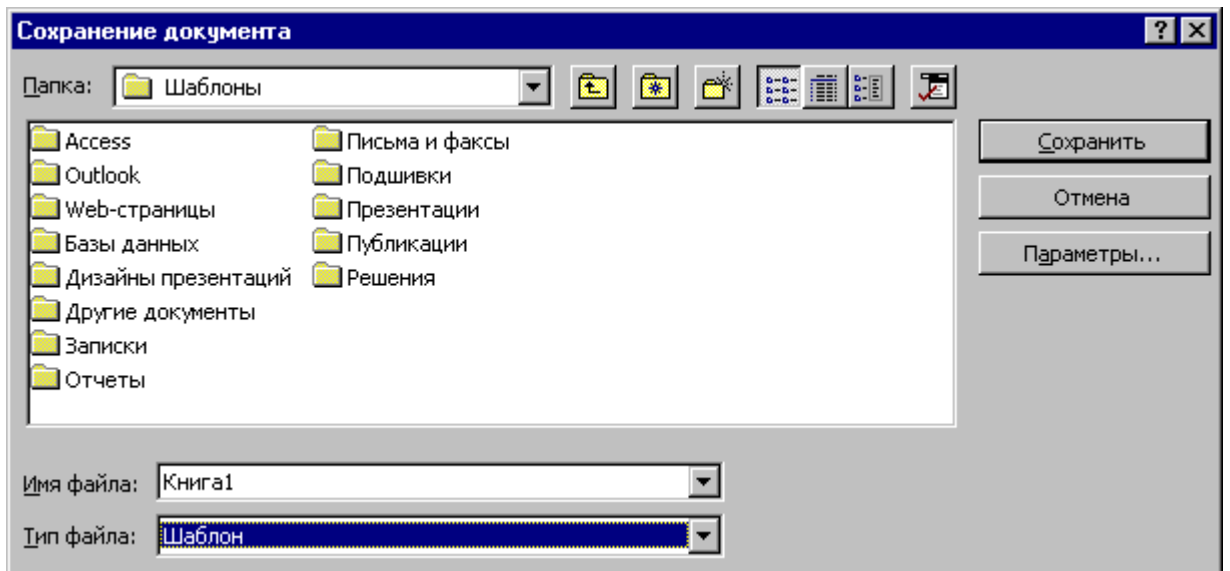 Сохранение документа
Папка: Шаблоны
Access
Outlook
Web-страницы
Базы данных
Дизайны презентаций
Другие документы
Записки
Отчеты
Письма и факсы
Подшивки
Презентации
Публикации
Решения
Сохранить
Отмена
Параметры...
Имя файла: Книга1
Тип файла: Шаблон